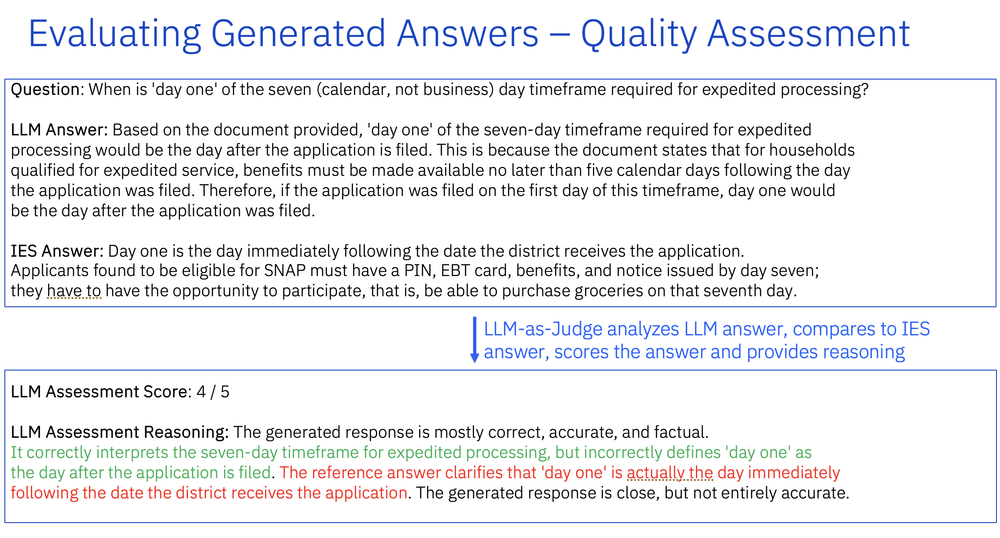 Evaluating Generated Answers – Quality Assessment
Question: When is 'day one' of the seven (calendar, not business) day timeframe required for expedited processing?
LLM Answer: Based on the document provided, 'day one' of the seven-day timeframe required for expedited
processing would be the day after the application is filed. This is because the document states that for households
qualified for expedited service, benefits must be made available no later than five calendar days following the day
the application was filed. Therefore, if the application was filed on the first day of this timeframe, day one would
be the day after the application was filed.
IES Answer: Day one is the day immediately following the date the district receives the application.
Applicants found to be eligible for SNAP must have a PIN, EBT card, benefits, and notice issued by day seven;
they have to have the opportunity to participate, that is, be able to purchase groceries on that seventh day.
LLM-as-Judge analyzes LLM answer, compares to IES
answer, scores the answer and provides reasoning
LLM Assessment Score: 4 / 5
LLM Assessment Reasoning: The generated response is mostly correct, accurate, and factual.
It correctly interprets the seven-day timeframe for expedited processing, but incorrectly defines 'day one' as
the day after the application is filed. The reference answer clarifies that 'day one' is actually the day immediately
following the date the district receives the application. The generated response is close, but not entirely accurate.